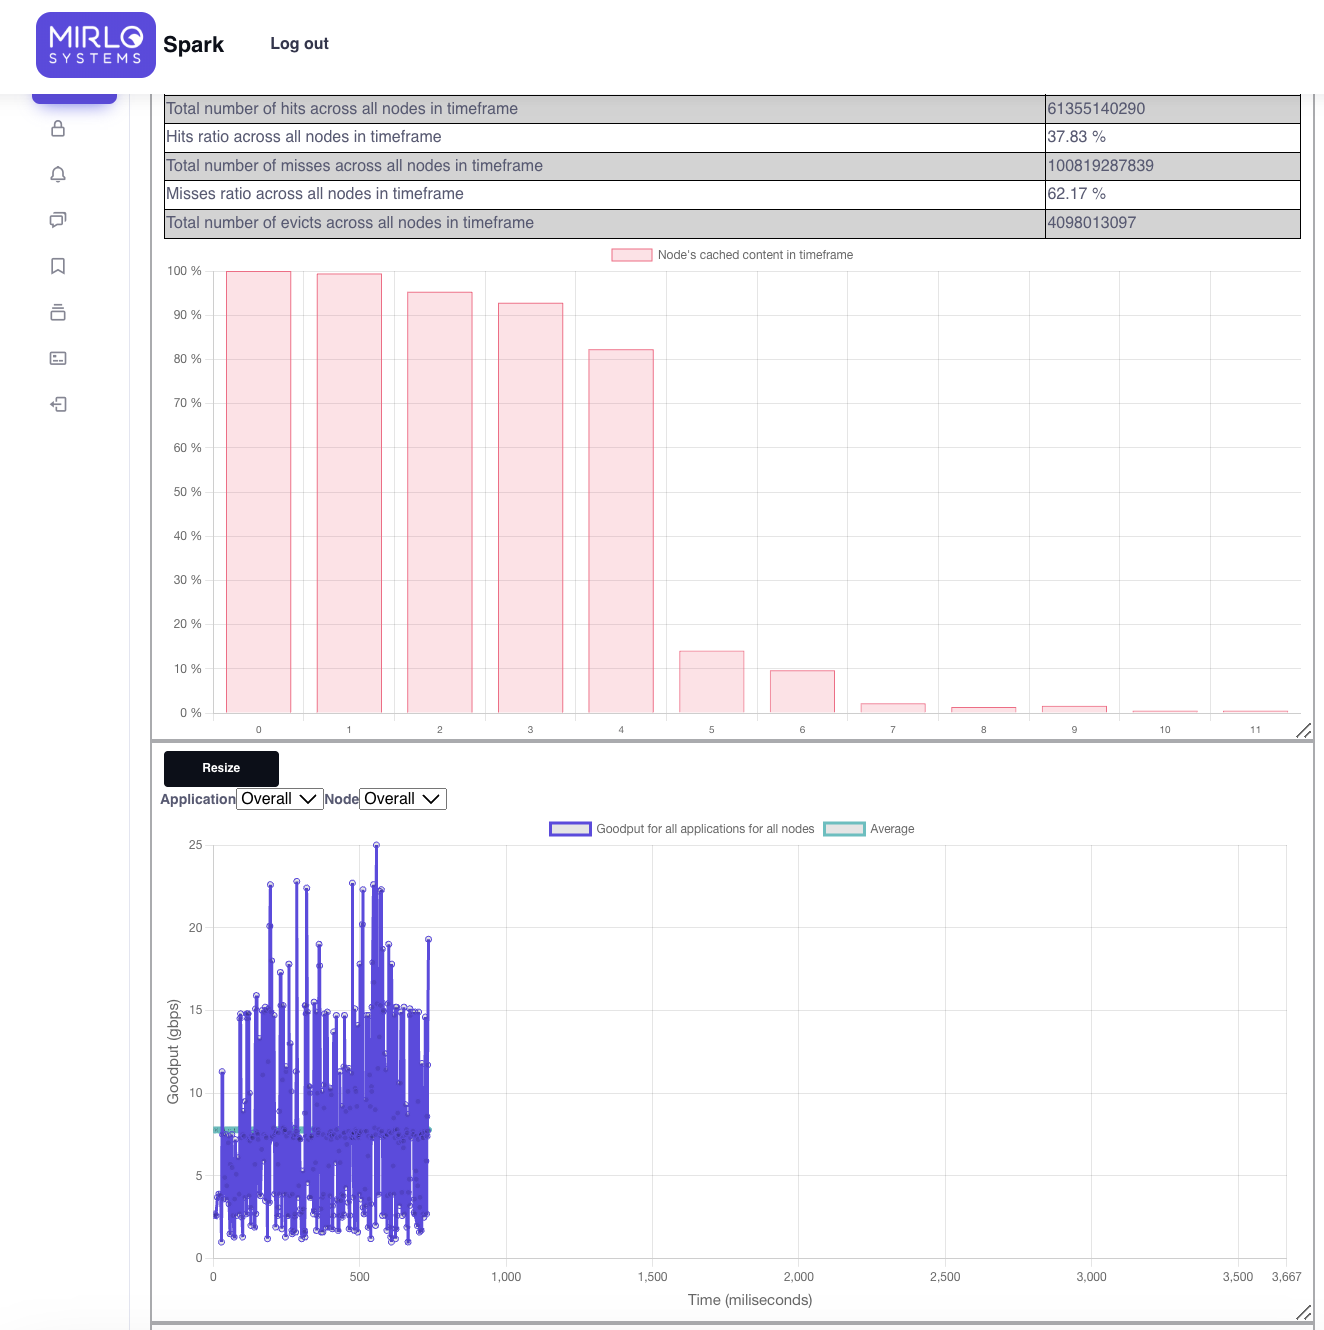 MIRLO
SYSTEMS
Spark
Log out
Total number of hits across all nodes in timeframe 61355140290
Hits ratio across all nodes in timeframe 37.83 %
Total number of misses across all nodes in timeframe 100819287839
Misses ratio across all nodes in timeframe 62.17 %
Total number of evicts across all nodes in timeframe 4098013097
Node's cached content in timeframe
100 %
90 %
80 %
70 %
60 %
50 %
40 %
30 %
20 %
10 %
0 %
0 1 2 3 4 5 6 7 8 9 10 11
Resize
Application Overall Node Overall
Goodput for all applications for all nodes Average
25
20
15
10
5
0
Goodput (gbps)
0 500 1,000 1,500 2,000 2,500 3,000 3,500 3,667
Time (miliseconds)